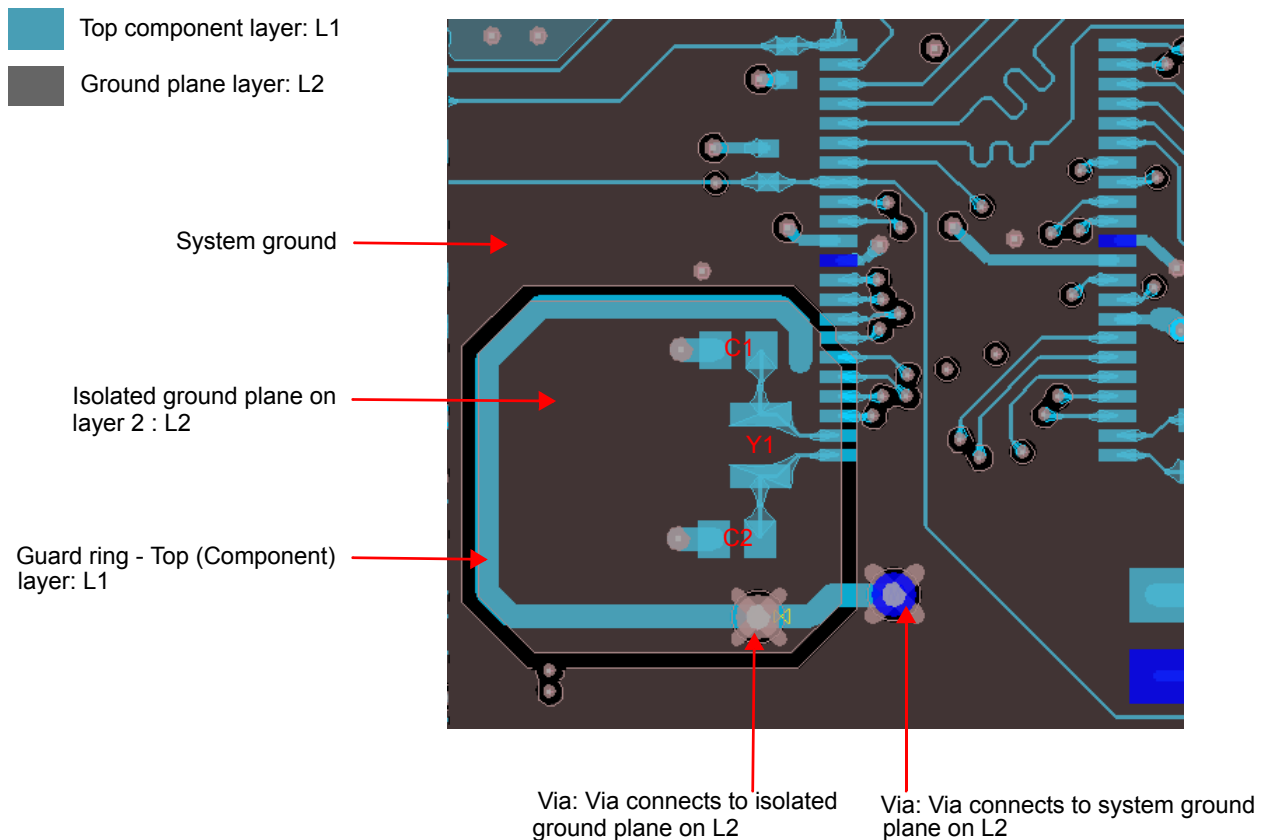 Top component layer: L1
Ground plane layer: L2
System ground
C1
Isolated ground plane on
layer 2 : L2
Y1
C2
Guard ring - Top (Component)
layer: L1
Via: Via connects to isolated
ground plane on L2
Via: Via connects to system ground
plane on L2